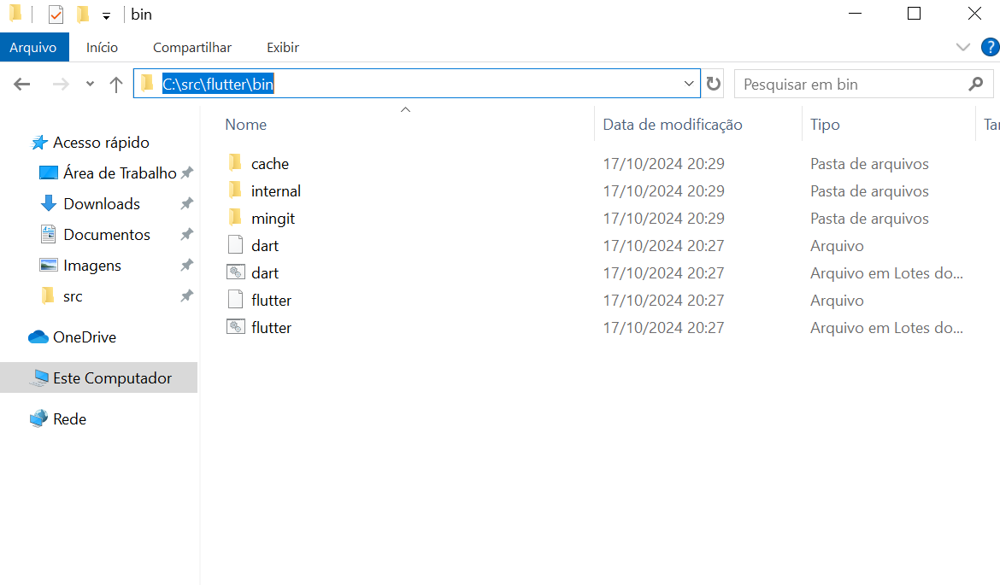 bin
Arquivo Início Compartilhar Exibir
C:\src\flutter\bin Pesquisar em bin
Nome Data de modificação Tipo Tar
Acesso rápido
Área de Trabalho
Downloads
Documentos
Imagens
src
OneDrive
Este Computador
Rede
cache 17/10/2024 20:29 Pasta de arquivos
internal 17/10/2024 20:29 Pasta de arquivos
mingit 17/10/2024 20:29 Pasta de arquivos
dart 17/10/2024 20:27 Arquivo
dart 17/10/2024 20:27 Arquivo em Lotes do...
flutter 17/10/2024 20:27 Arquivo
flutter 17/10/2024 20:27 Arquivo em Lotes do...